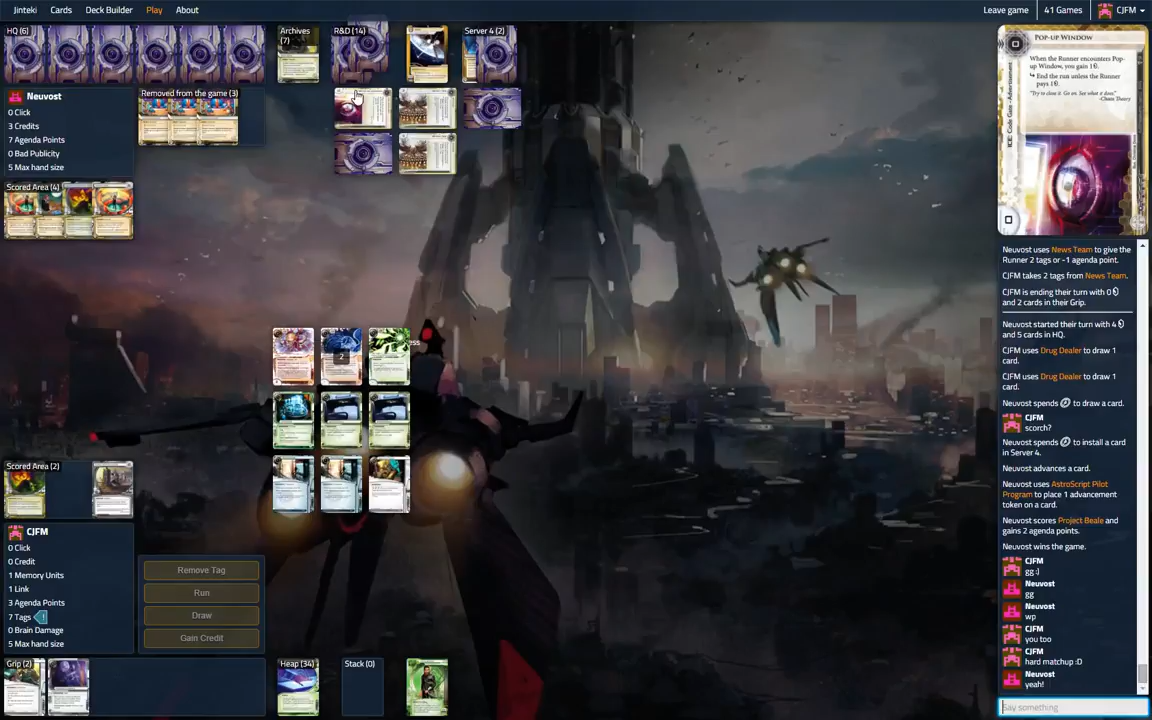 Jinteki
Cards
Deck Builder
Play
About
Leave game
41 Games
CJFM
HQ (6)
Archives
(7)
R&D (14)
Server 4 (2)
Neuvost
0 Click
3 Credits
7 Agenda Points
0 Bad Publicity
5 Max hand size
Removed from the game (3)
Scored Area (4)
Scored Area (2)
CJFM
0 Click
0 Credit
1 Memory Units
1 Link
3 Agenda Points
7 Tags !
0 Brain Damage
5 Max hand size
Remove Tag
Run
Draw
Gain Credit
2
Grip (2)
Heap (34)
Stack (0)
POP-UP WINDOW
When the Runner encounters Pop-
up Window, you gain 1
End the run unless the Runner
pays 1
"Try to close it. Go on. See what it does."
ICE: Code Gate - Advertisement
Neuvost uses News Team to give the
Runner 2 tags or -1 agenda point.
CJFM takes 2 tags from News Team.
CJFM is ending their turn with 0
and 2 cards in their Grip.
Neuvost started their turn with 4
and 5 cards in HQ.
CJFM uses Drug Dealer to draw 1
card.
CJFM uses Drug Dealer to draw 1
card.
Neuvost spends to draw a card.
CJFM
scorch?
Neuvost spends to install a card
in Server 4.
Neuvost advances a card.
Neuvost uses AstroScript Pilot
Program to place 1 advancement
token on a card.
Neuvost scores Project Beale and
gains 2 agenda points.
Neuvost wins the game.
CJFM
gg :)
Neuvost
gg
Neuvost
wp
CJFM
you too
CJFM
hard matchup :D
Neuvost
yeah!
Say something